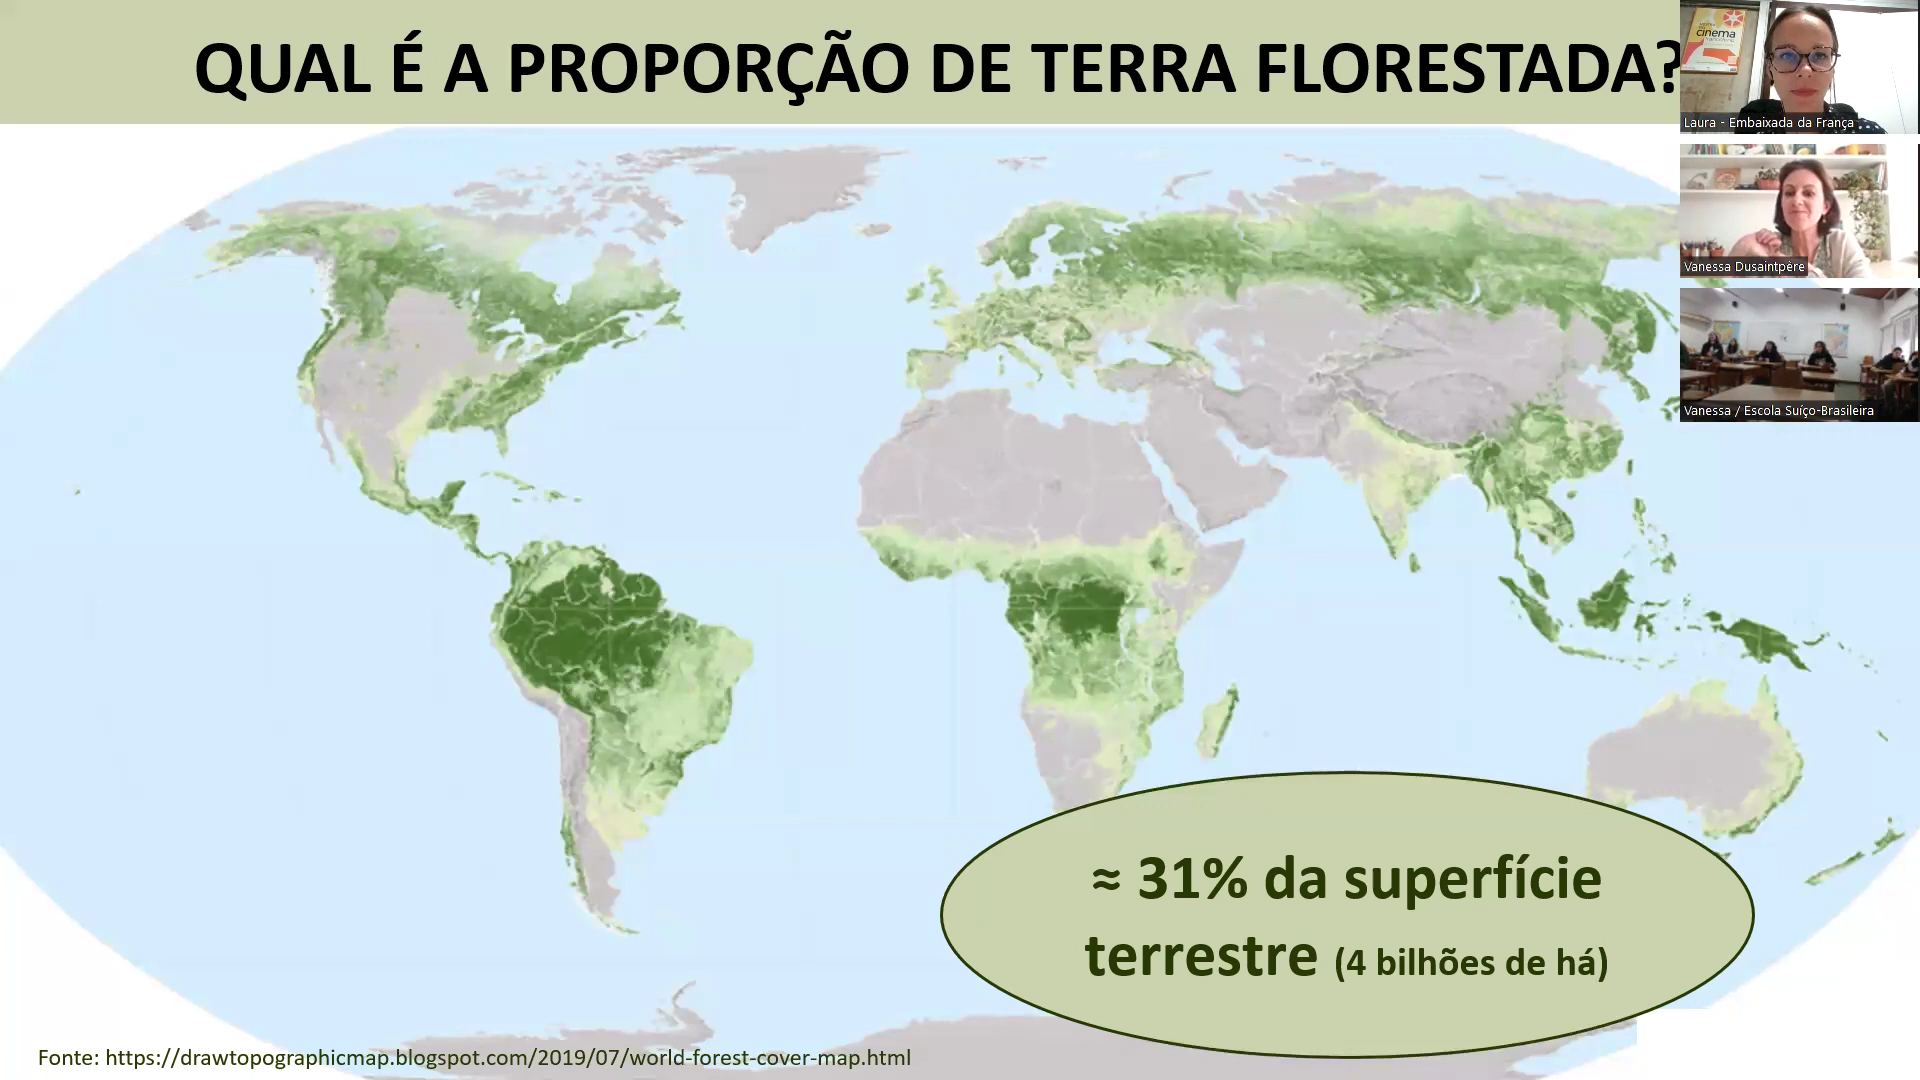 QUAL É A PROPORÇÃO DE TERRA FLORESTADA?
cinema
Laura - Embaixada da França
Vanessa Dusaintpère
Vanessa / Escola Suíço-Brasileira
≈ 31% da superfície
terrestre (4 bilhões de há)
Fonte: https://drawtopographicmap.blogspot.com/2019/07/world-forest-cover-map.html